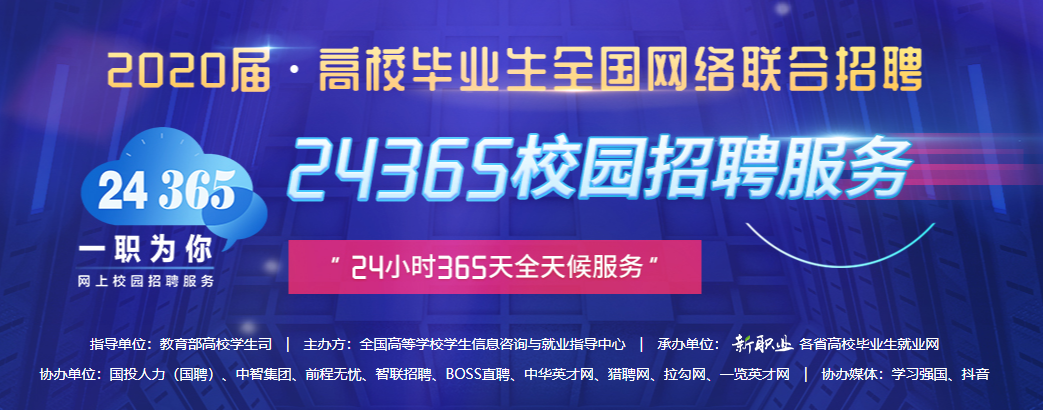 2020届·高校毕业生全国网络联合招聘
24365校园招聘服务
24 365
一职为你
网上校园招聘服务
“24小时365天全天候服务”
指导单位：教育部高校学生司 | 主办方：全国高等学校学生信息咨询与就业指导中心 | 承办单位：新职业 各省高校毕业生就业网
协办单位：国投人力（国聘）、中智集团、前程无忧、智联招聘、BOSS直聘、中华英才网、猎聘网、拉勾网、一览英才网 | 协办媒体：学习强国、抖音